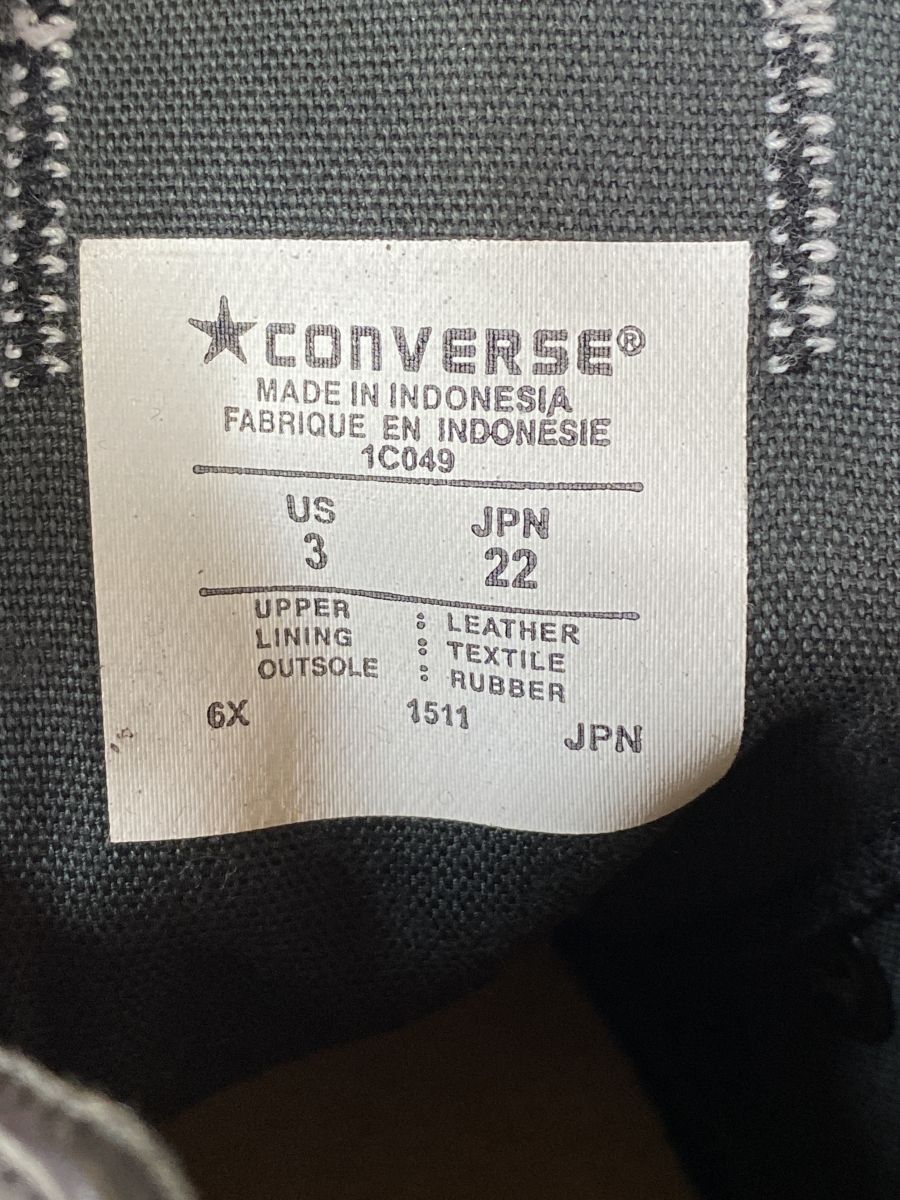 ★CONVERSE®
MADE IN INDONESIA
FABRIQUE EN INDONESIE
1C049
US JPN
3 22
UPPER : LEATHER
LINING : TEXTILE
OUTSOLE : RUBBER
6X 1511 JPN